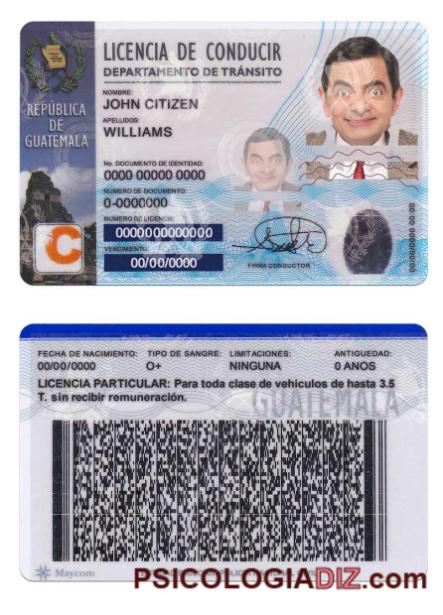 LICENCIA DE CONDUCIR
DEPARTAMENTO DE TRÁNSITO
REPÚBLICA
DE
GUATEMALA
NOMBRE:
JOHN CITIZEN
APELLIDOS:
WILLIAMS
No. DOCUMENTO DE IDENTIDAD:
0000 00000 0000
NUMERO DE DOCUMENTO:
0-0000000
NUMERO DE LICENCIA:
0000000000000
VENCIMIENTO:
00/00/0000
FIRMA CONDUCTOR
00/00/0000 00:00
C
FECHA DE NACIMIENTO: TIPO DE SANGRE: LIMITACIONES: ANTIGUEDAD:
00/00/0000 O+ NINGUNA 0 ANOS
LICENCIA PARTICULAR: Para toda clase de vehiculos de hasta 3.5
T. sin recibir remuneración.
GUATEMALA
Maycom
PSICOLOGIADIZ.com